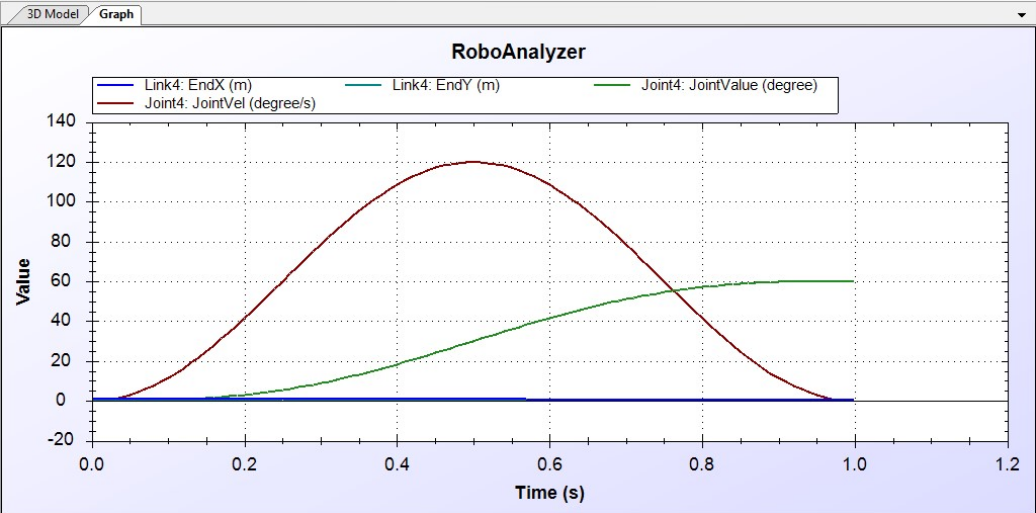 3D Model Graph
RoboAnalyzer
Link4: EndX (m) Link4: EndY (m) Joint4: JointValue (degree)
Joint4: JointVel (degree/s)
140
120
100
80
60
40
20
0
-20
Value
0.0 0.2 0.4 0.6 0.8 1.0 1.2
Time (s)